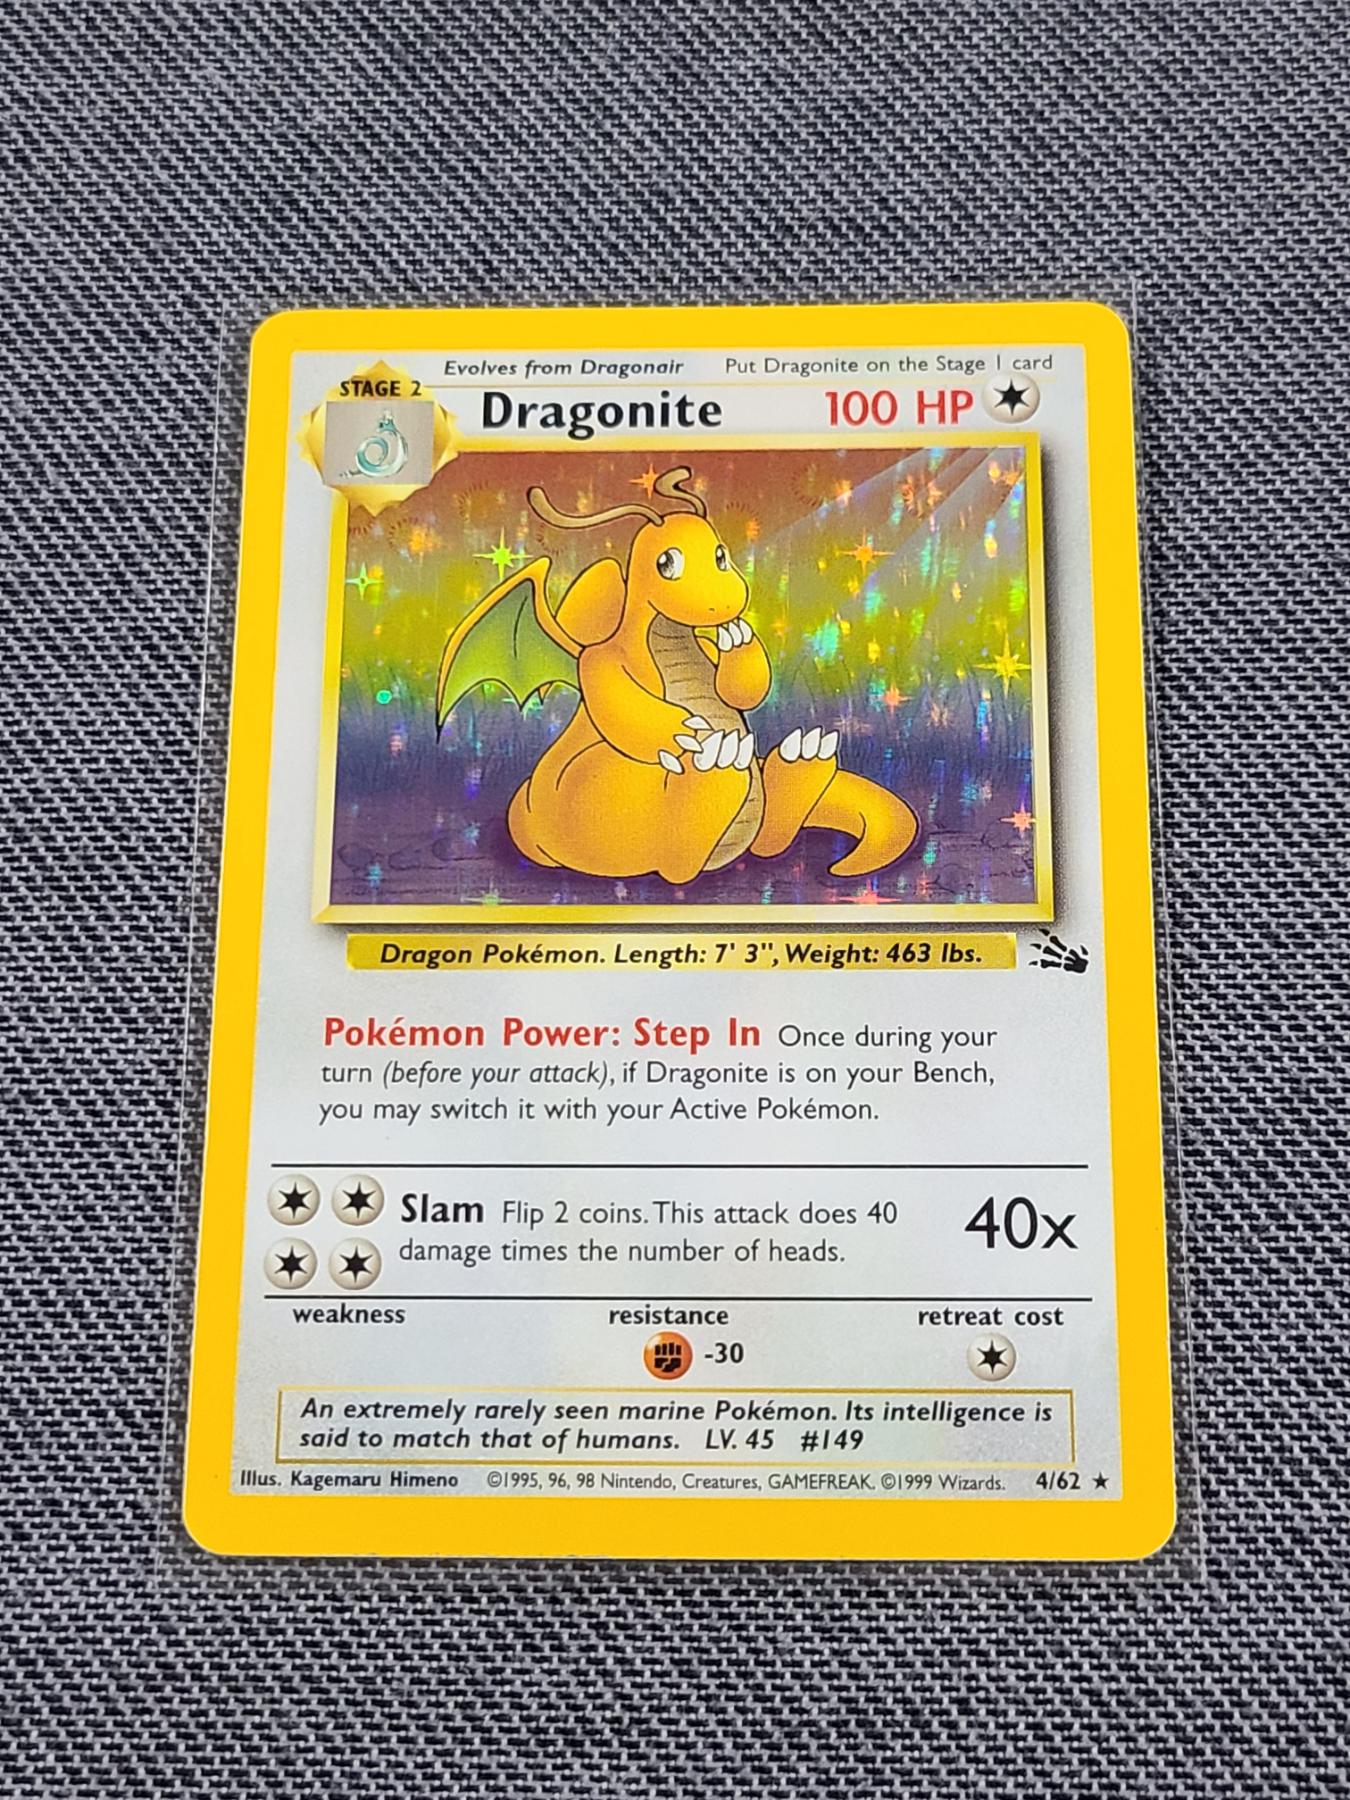 Evolves from Dragonair Put Dragonite on the Stage 1 card
STAGE 2
Dragonite 100 HP
Dragon Pokémon. Length: 7' 3", Weight: 463 lbs.
Pokémon Power: Step In Once during your
turn (before your attack), if Dragonite is on your Bench,
you may switch it with your Active Pokémon.
Slam Flip 2 coins. This attack does 40
damage times the number of heads.
40x
weakness resistance retreat cost
-30
An extremely rarely seen marine Pokémon. Its intelligence is
said to match that of humans. LV. 45 #149
Illus. Kagemaru Himeno ©1995, 96, 98 Nintendo, Creatures, GAMEFREAK. ©1999 Wizards. 4/62 ★